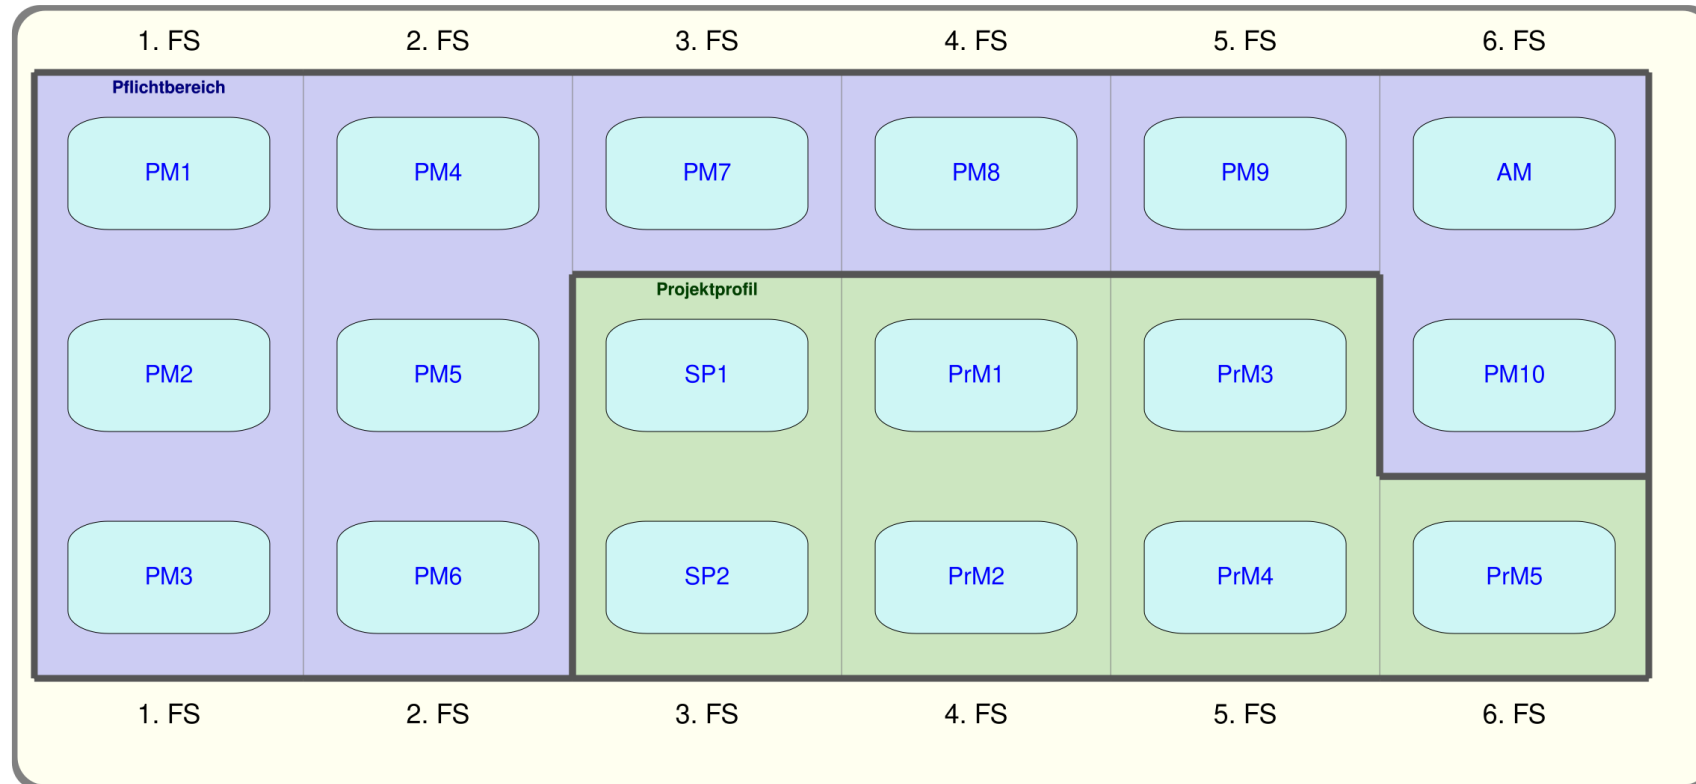 1. FS 2. FS 3. FS 4. FS 5. FS 6. FS
Pflichtbereich
PM1 PM4 PM7 PM8 PM9 AM
Projektprofil
PM2 PM5 SP1 PrM1 PrM3 PM10
PM3 PM6 SP2 PrM2 PrM4 PrM5
1. FS 2. FS 3. FS 4. FS 5. FS 6. FS